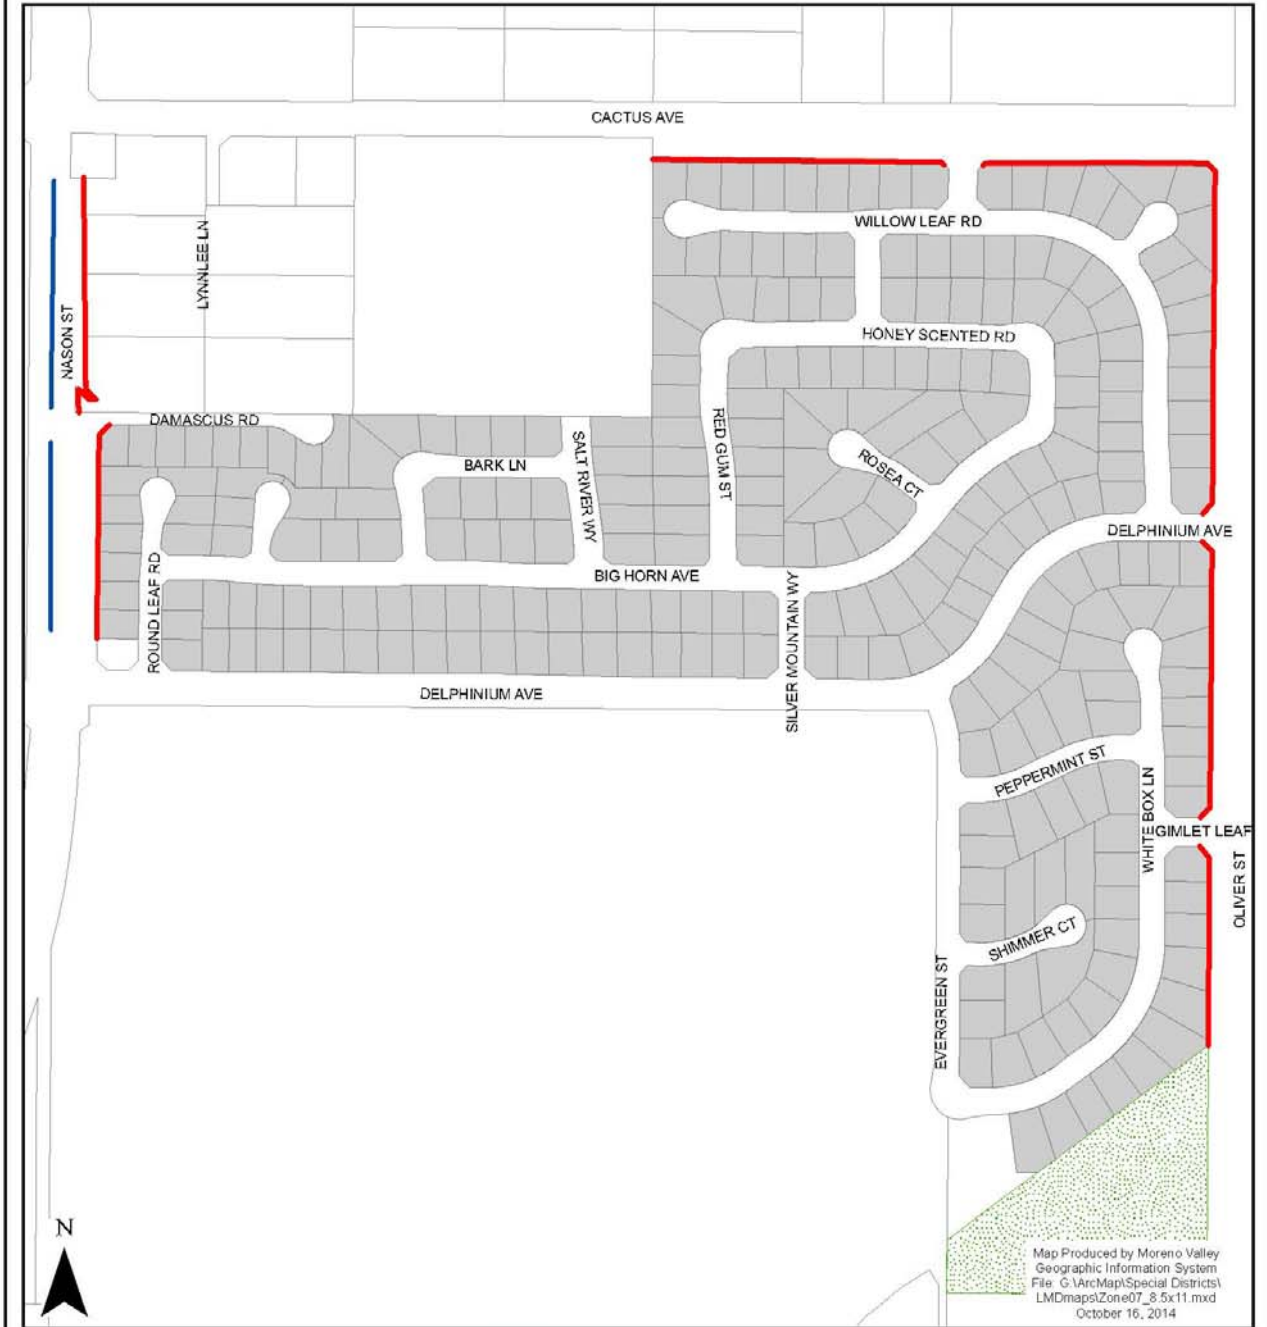 CACTUS AVE
WILLOW LEAF RD
LYNNLEE LN
NASON ST
HONEY SCENTED RD
DAMASCUS RD
RED GUM ST
SALT RIVER WY
BARK LN
ROSEA CT
DELPHINIUM AVE
ROUND LEAF RD
BIG HORN AVE
SILVER MOUNTAIN WY
DELPHINIUM AVE
PEPPERMINT ST
WHITE BOX LN
GIMLET LEAF
OLIVER ST
SHIMMER CT
EVERGREEN ST
N
Map Produced by Moreno Valley
Geographic Information System
File: G:\ArcMap\Special Districts\
LMDmaps\Zone07_8.5x11.mxd
October 16, 2014